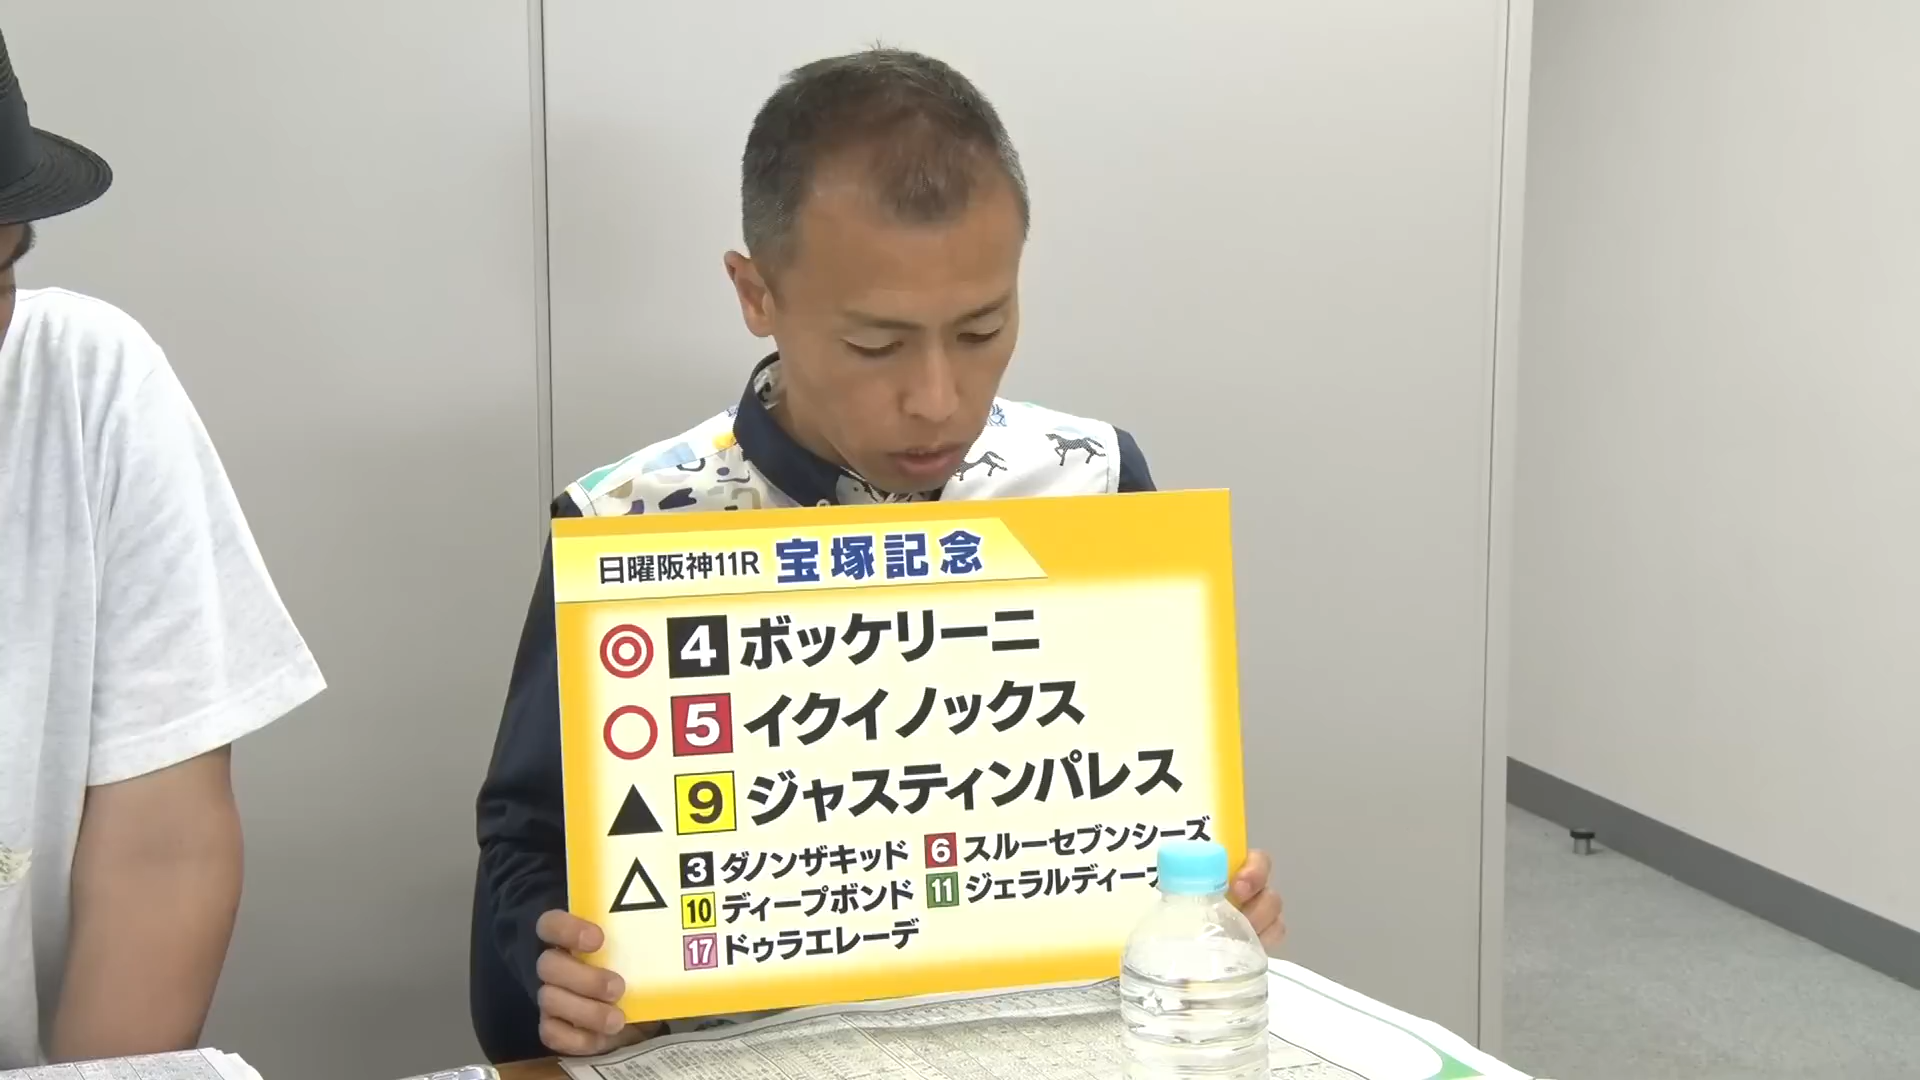 日曜阪神11R 宝塚記念
◎ 4 ボッケリーニ
○ 5 イクイノックス
▲ 9 ジャスティンパレス
△ 3 ダノンザキッド 6 スルーセブンシーズ
10 ディープボンド 11 ジェラルディー
17 ドゥラエレーデ